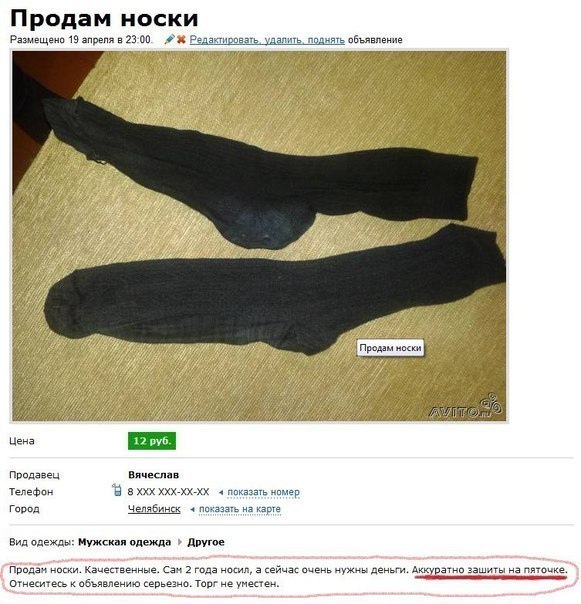 Продам носки
Размещено 19 апреля в 23:00. Редактировать, удалить, поднять объявление
Продам носки
AVITO.ru
Цена 12 руб.
Продавец Вячеслав
Телефон 8 XXX XXX-XX-XX показать номер
Город Челябинск показать на карте
Вид одежды: Мужская одежда Другое
Продам носки. Качественные. Сам 2 года носил, а сейчас очень нужны деньги. Аккуратно зашиты на пяточке.
Отнеситесь к объявлению серьезно. Торг не уместен.